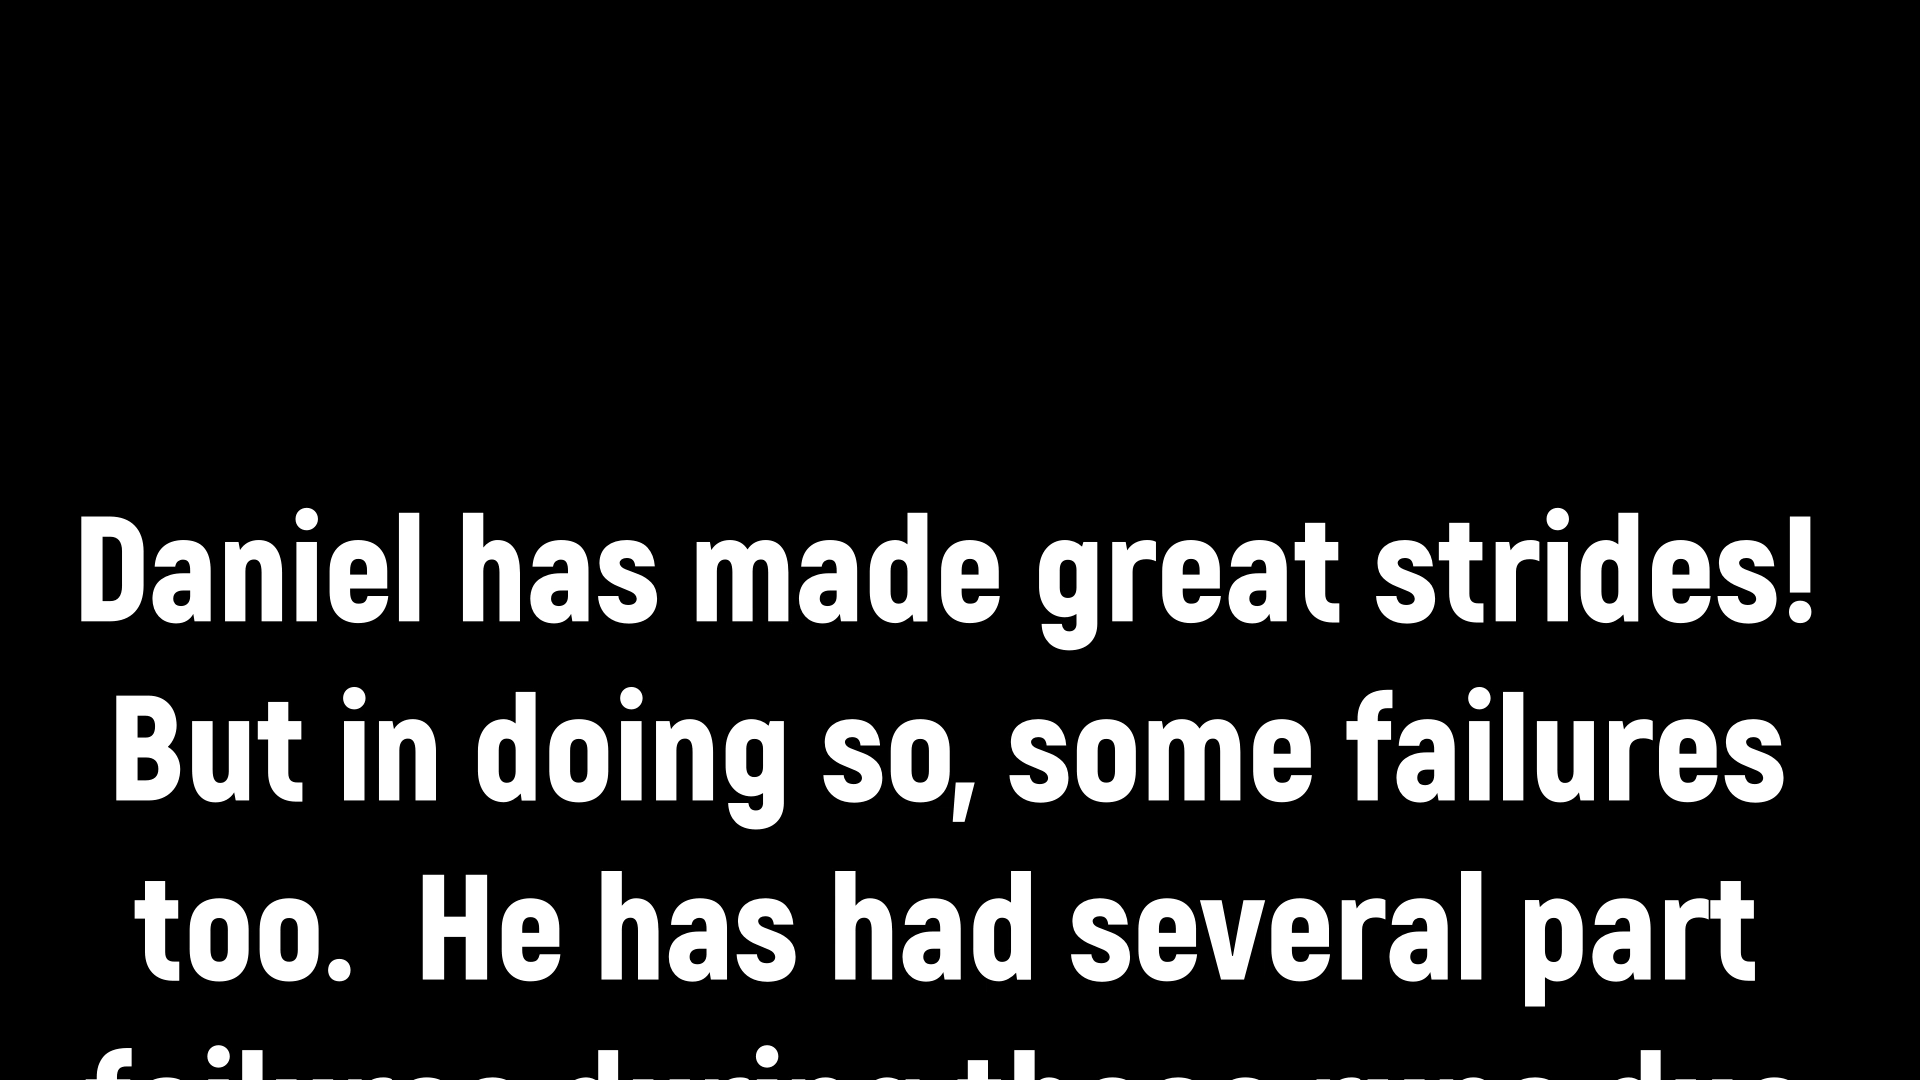 Daniel has made great strides!
But in doing so, some failures
too.  He has had several part